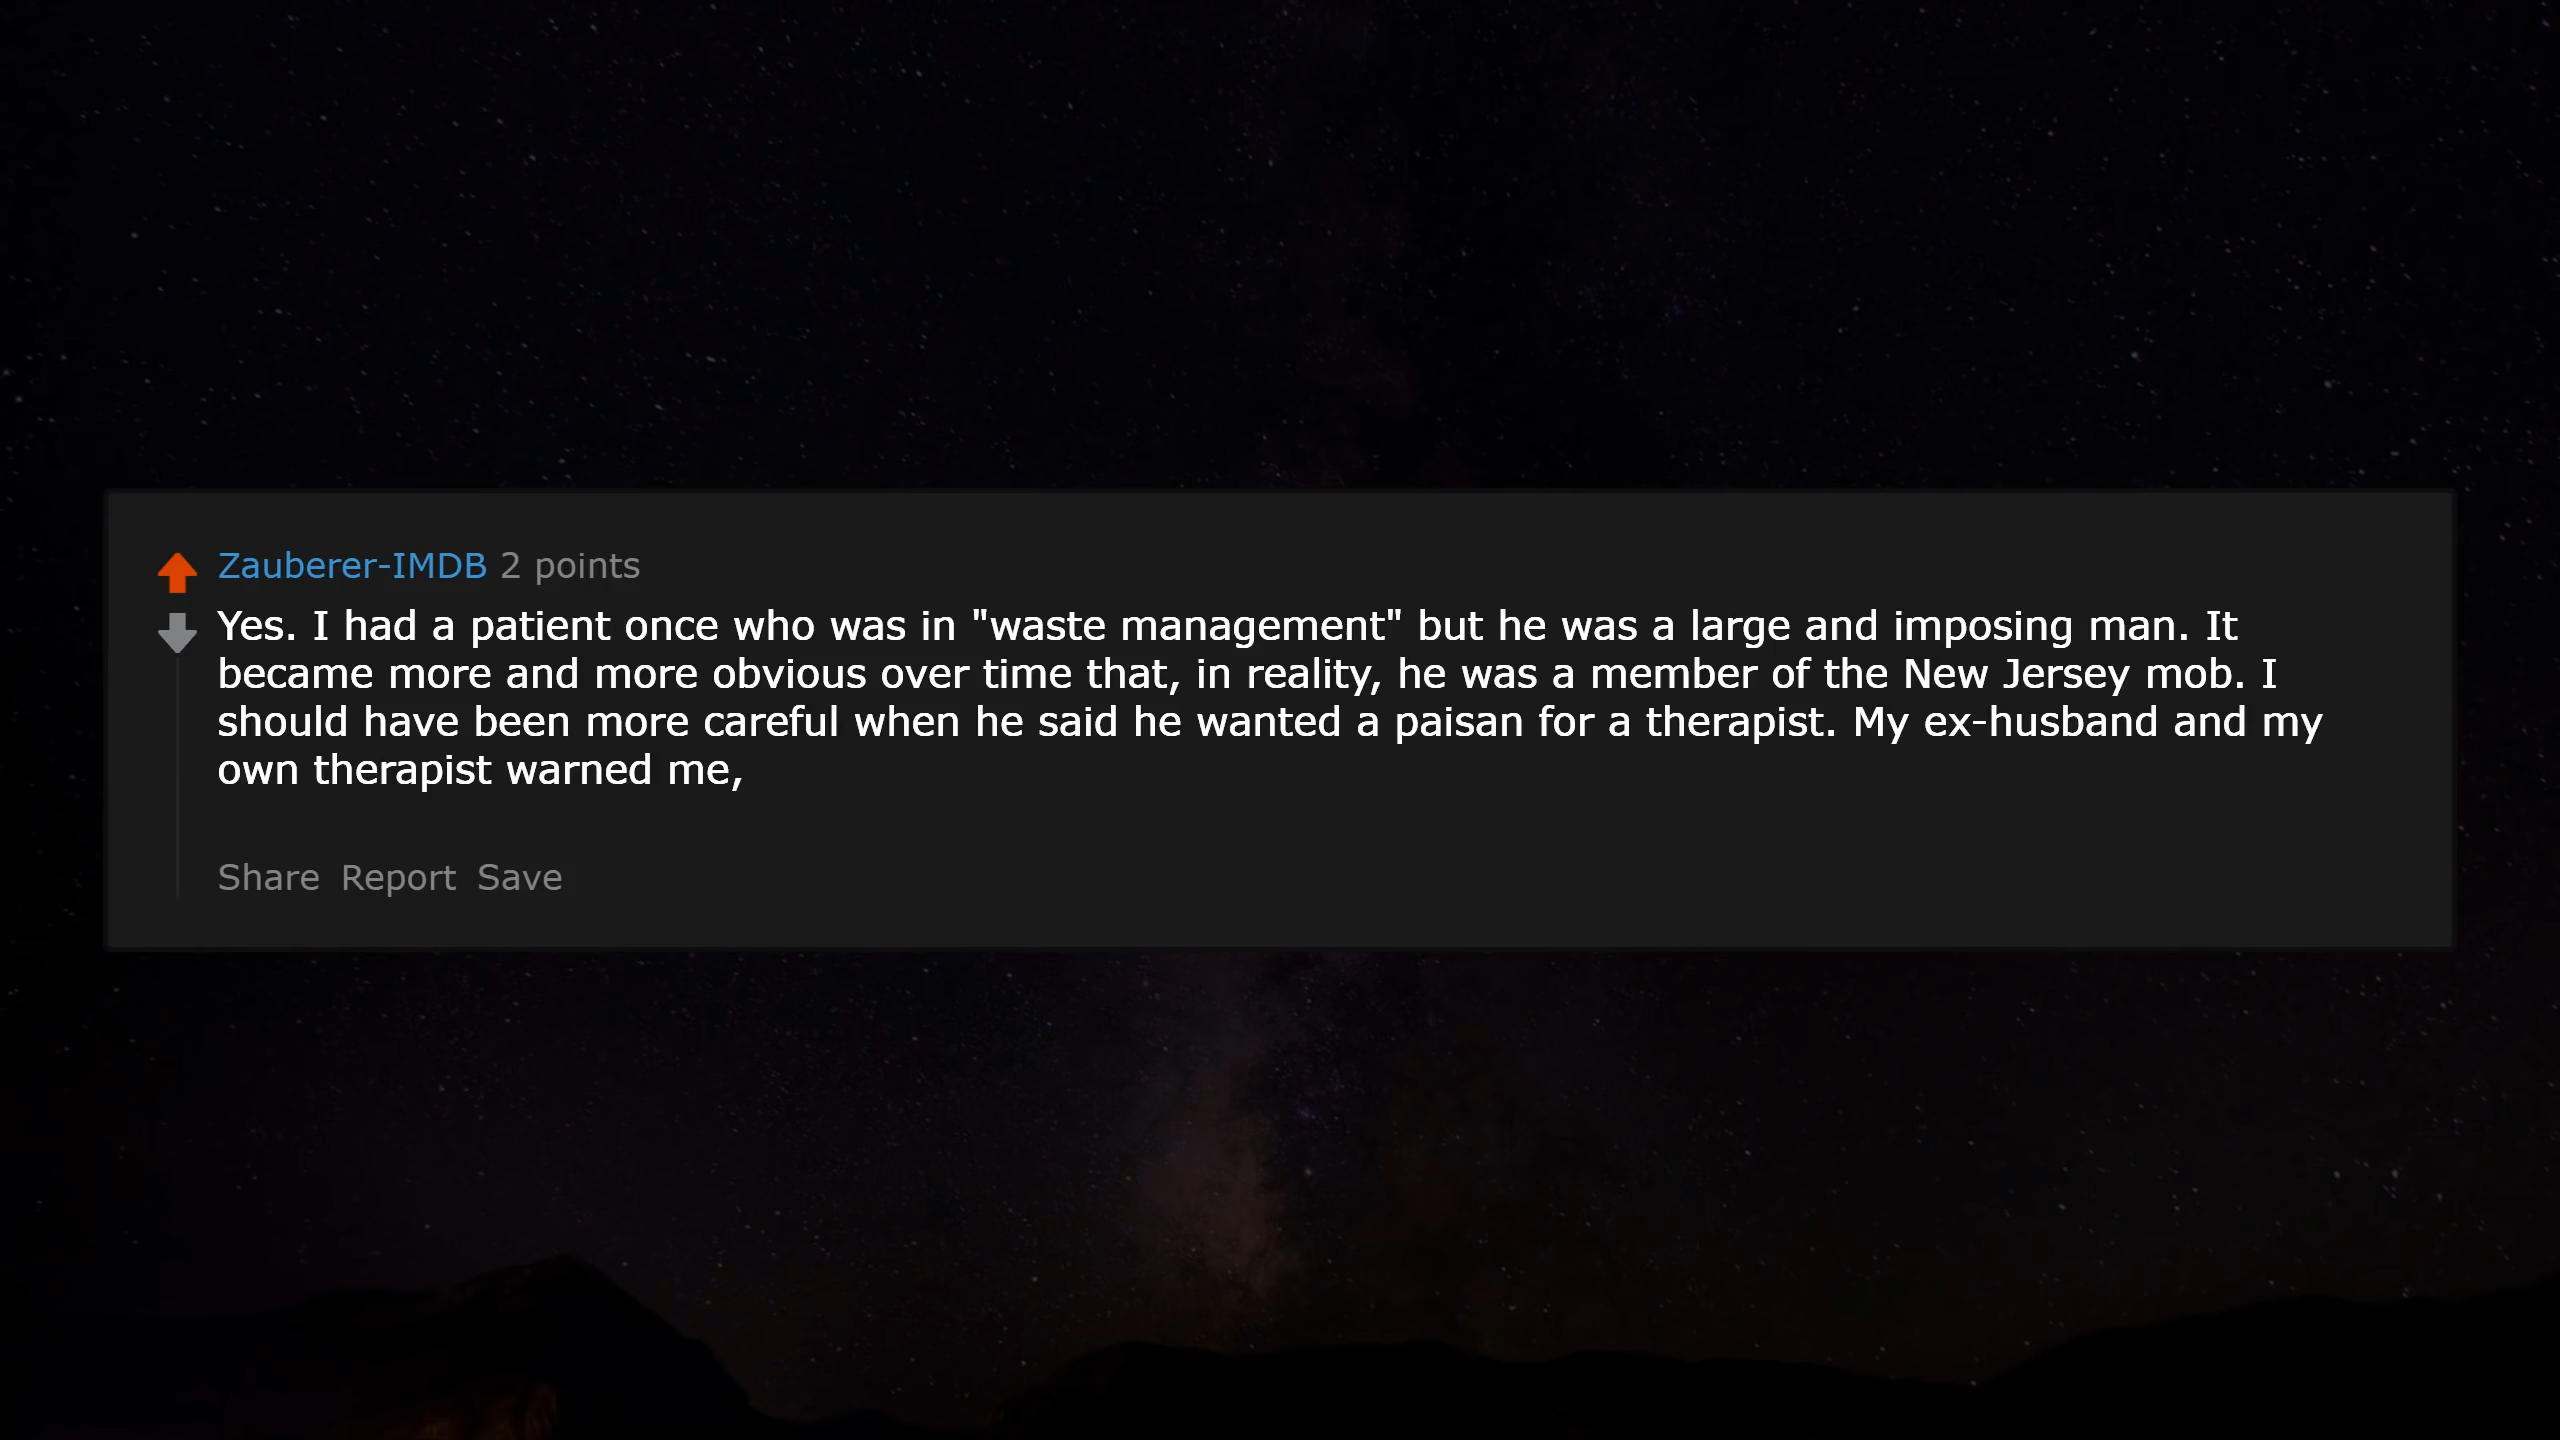 Zauberer-IMDB 2 points
Yes. I had a patient once who was in "waste management" but he was a large and imposing man. It
became more and more obvious over time that, in reality, he was a member of the New Jersey mob. I
should have been more careful when he said he wanted a paisan for a therapist. My ex-husband and my
own therapist warned me,
Share Report Save